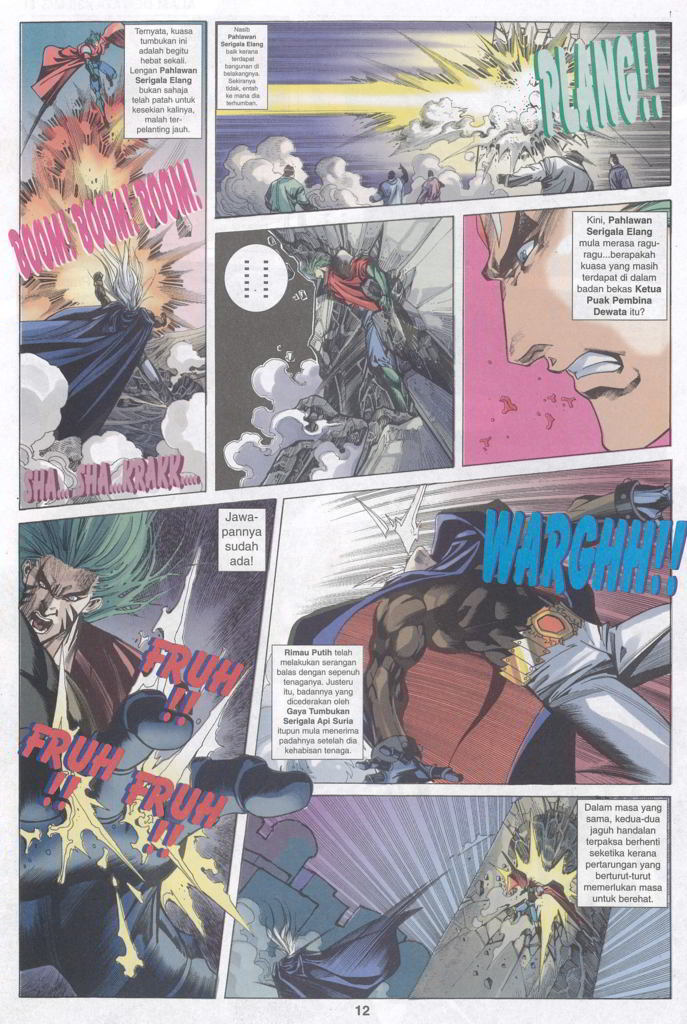 Ternyata, kuasa
tumbukan ini
adalah begitu
hebat sekali.
Lengan Pahlawan
Serigala Elang
bukan sahaja
telah patah untuk
kesekian kalinya,
malah ter-
pelanting jauh.
BOOM! BOOM! BOOM!
SHA... SHA...KRAKK....
Nasib
Pahlawan
Serigala Elang
baik kerana
terdapat
bangunan di
belakangnya.
Sekiranya
tidak, entah
ke mana dia
terhumban.
PLANG!!
!!
Kini, Pahlawan
Serigala Elang
mula merasa ragu-
ragu...berapakah
kuasa yang masih
terdapat di dalam
badan bekas Ketua
Puak Pembina
Dewata itu?
Jawa-
pannya
sudah
ada!
FRUH
!!
FRUH
!!
FRUH
!!
WARGHH!!
Rimau Putih telah
melakukan serangan
balas dengan sepenuh
tenaganya. Justeru
itu, badannya yang
dicederakan oleh
Gaya Tumbukan
Serigala Api Suria
itupun mula menerima
padahnya setelah dia
kehabisan tenaga.
Dalam masa yang
sama, kedua-dua
jaguh handalan
terpaksa berhenti
seketika kerana
pertarungan yang
berturut-turut
memerlukan masa
untuk berehat.
12